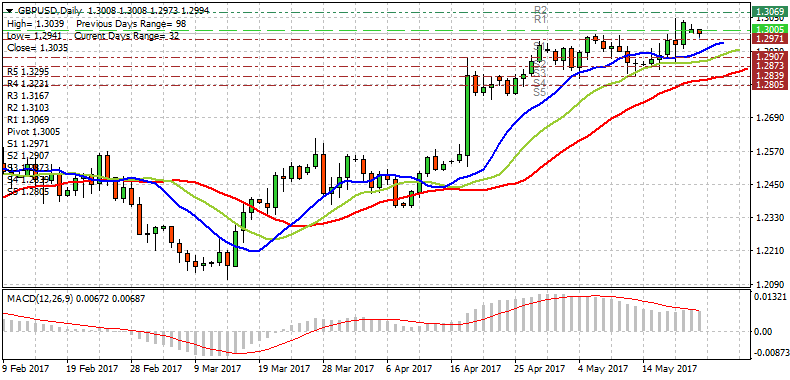 GBPUSD,Daily 1.3008 1.3008 1.2973 1.2994
High= 1.3039 Previous Days Range= 98
Low= 1.2941 Current Days Range= 32
Close= 1.3035
R5 1.3295
R4 1.3231
R3 1.3167
R2 1.3103
R1 1.3069
Pivot 1.3005
S1 1.2971
S2 1.2907
S3 1.2873
S4 1.2839
S5 1.2805
R2
R1
S2
S3
S4
S5
1.3069
1.3050
1.3005
1.2971
1.2907
1.2873
1.2839
1.2805
1.2690
1.2570
1.2450
1.2330
1.2210
1.2090
MACD(12,26,9) 0.00672 0.00687
0.01321
0.00
-0.00873
9 Feb 2017
19 Feb 2017
28 Feb 2017
9 Mar 2017
19 Mar 2017
28 Mar 2017
6 Apr 2017
16 Apr 2017
25 Apr 2017
4 May 2017
14 May 2017